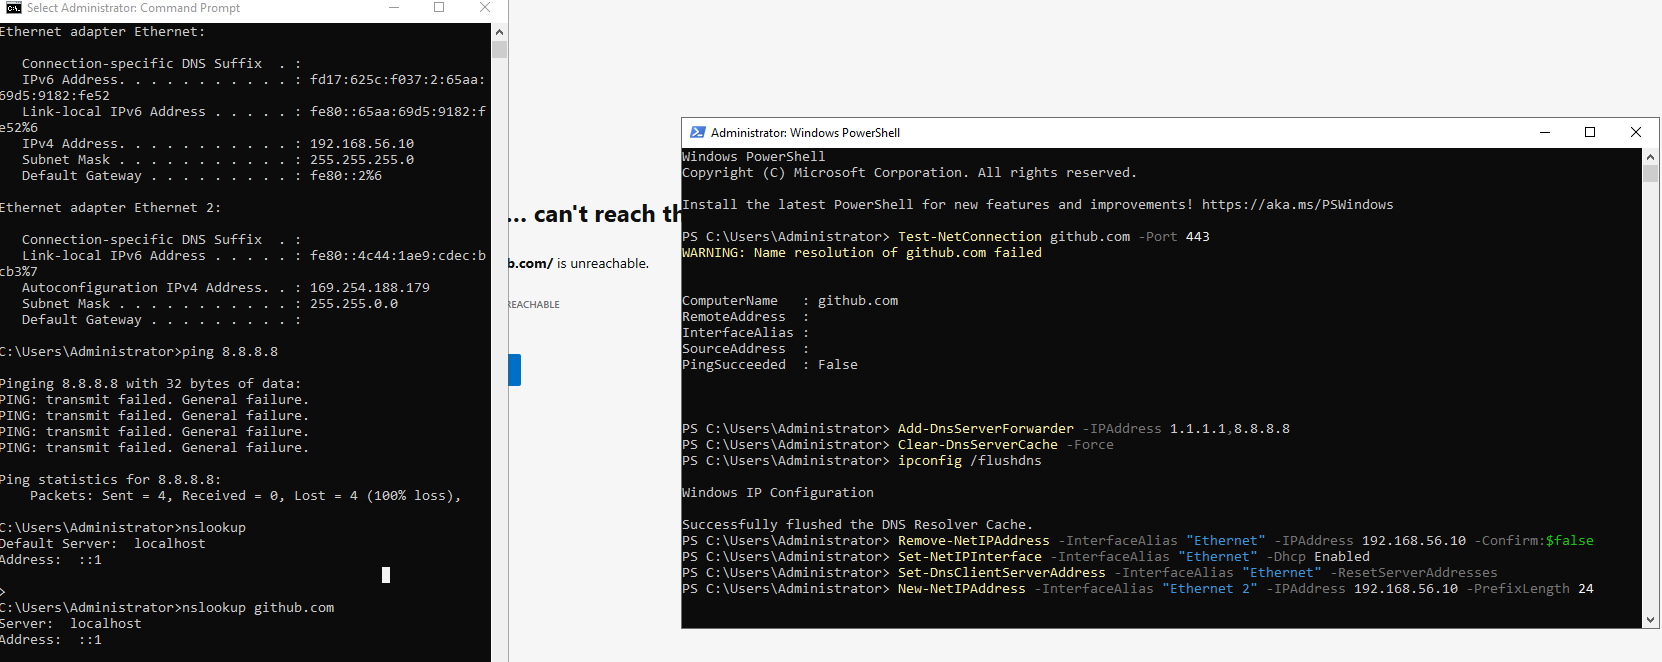 Select Administrator: Command Prompt
Ethernet adapter Ethernet:
Connection-specific DNS Suffix  . :
IPv6 Address. . . . . . . . . . . : fd17:625c:f037:2:65aa:
69d5:9182:fe52
Link-local IPv6 Address . . . . . : fe80::65aa:69d5:9182:f
e52%6
IPv4 Address. . . . . . . . . . . : 192.168.56.10
Subnet Mask . . . . . . . . . . . : 255.255.255.0
Default Gateway . . . . . . . . . : fe80::2%6
Ethernet adapter Ethernet 2:
Connection-specific DNS Suffix  . :
Link-local IPv6 Address . . . . . : fe80::4c44:1ae9:cdec:b
cb3%7
Autoconfiguration IPv4 Address. . : 169.254.188.179
Subnet Mask . . . . . . . . . . . : 255.255.0.0
Default Gateway . . . . . . . . . :
C:\Users\Administrator>ping 8.8.8.8
Pinging 8.8.8.8 with 32 bytes of data:
PING: transmit failed. General failure.
PING: transmit failed. General failure.
PING: transmit failed. General failure.
PING: transmit failed. General failure.
Ping statistics for 8.8.8.8:
Packets: Sent = 4, Received = 0, Lost = 4 (100% loss),
C:\Users\Administrator>nslookup
Default Server:  localhost
Address:  ::1
>
C:\Users\Administrator>nslookup github.com
Server:  localhost
Address:  ::1
... can't reach th
b.com/ is unreachable.
REACHABLE
Administrator: Windows PowerShell
Windows PowerShell
Copyright (C) Microsoft Corporation. All rights reserved.
Install the latest PowerShell for new features and improvements! https://aka.ms/PSWindows
PS C:\Users\Administrator> Test-NetConnection github.com -Port 443
WARNING: Name resolution of github.com failed
ComputerName   : github.com
RemoteAddress  :
InterfaceAlias :
SourceAddress  :
PingSucceeded  : False
PS C:\Users\Administrator> Add-DnsServerForwarder -IPAddress 1.1.1.1,8.8.8.8
PS C:\Users\Administrator> Clear-DnsServerCache -Force
PS C:\Users\Administrator> ipconfig /flushdns
Windows IP Configuration
Successfully flushed the DNS Resolver Cache.
PS C:\Users\Administrator> Remove-NetIPAddress -InterfaceAlias "Ethernet" -IPAddress 192.168.56.10 -Confirm:$false
PS C:\Users\Administrator> Set-NetIPInterface -InterfaceAlias "Ethernet" -Dhcp Enabled
PS C:\Users\Administrator> Set-DnsClientServerAddress -InterfaceAlias "Ethernet" -ResetServerAddresses
PS C:\Users\Administrator> New-NetIPAddress -InterfaceAlias "Ethernet 2" -IPAddress 192.168.56.10 -PrefixLength 24